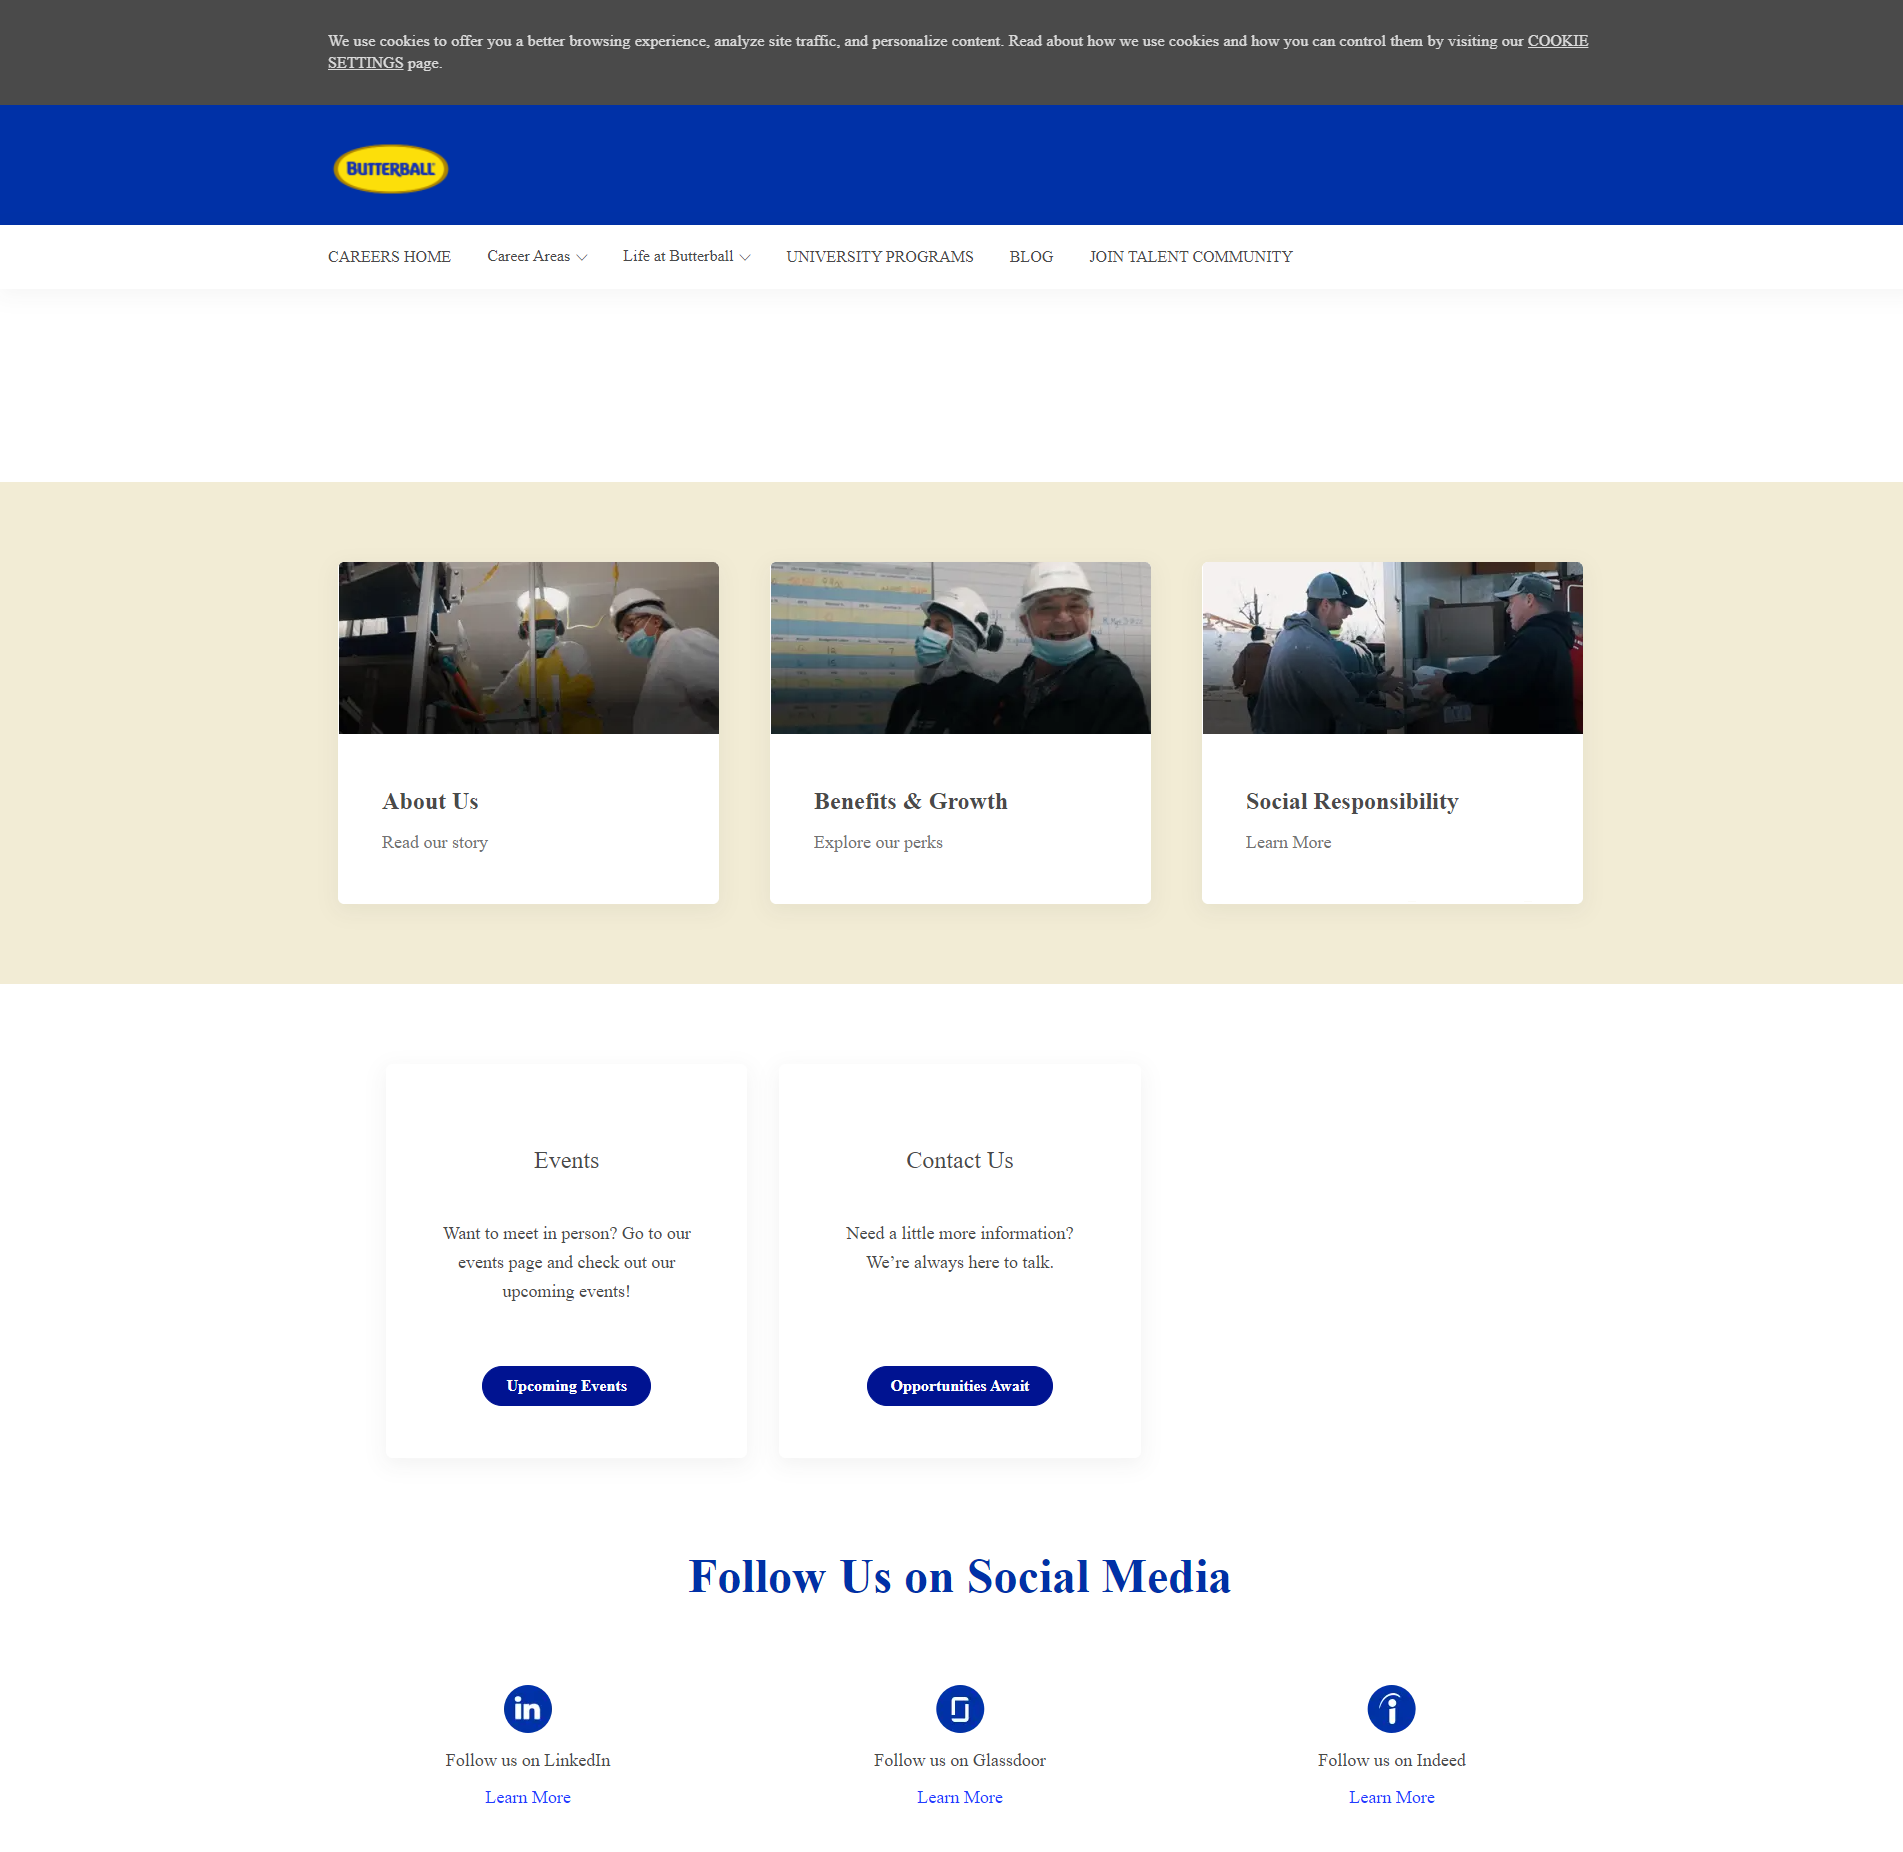 We use cookies to offer you a better browsing experience, analyze site traffic, and personalize content. Read about how we use cookies and how you can control them by visiting our COOKIE
SETTINGS page.
BUTTERBALL
CAREERS HOME
Career Areas
Life at Butterball
UNIVERSITY PROGRAMS
BLOG
JOIN TALENT COMMUNITY
About Us
Read our story
Benefits & Growth
Explore our perks
Social Responsibility
Learn More
Events
Want to meet in person? Go to our
events page and check out our
upcoming events!
Upcoming Events
Contact Us
Need a little more information?
We’re always here to talk.
Opportunities Await
Follow Us on Social Media
in
Follow us on LinkedIn
Learn More
Follow us on Glassdoor
Learn More
Follow us on Indeed
Learn More